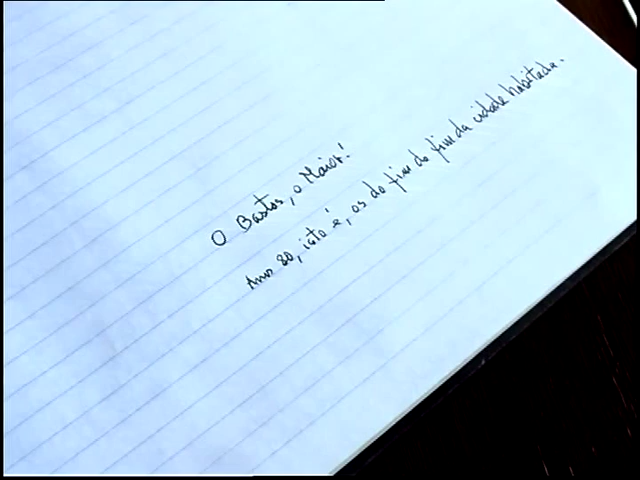 O Bastos, o Maior!
Anos 80, isto é, os do fim do fim da cidade habitada.